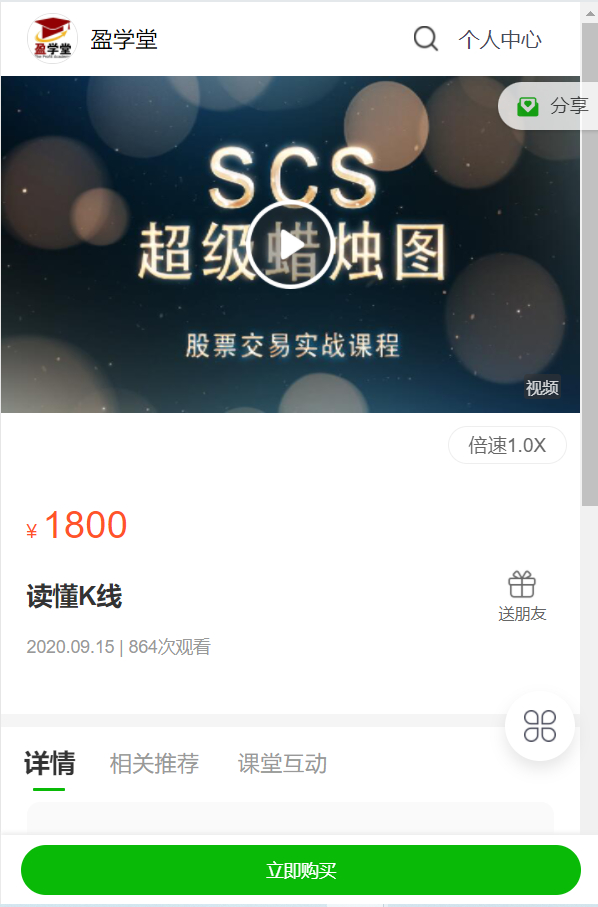 盈学堂
盈学堂
个人中心
分享
SCS
超级蜡烛图
股票交易实战课程
视频
倍速1.0X
¥ 1800
读懂K线
送朋友
2020.09.15 | 864次观看
详情
相关推荐
课堂互动
立即购买